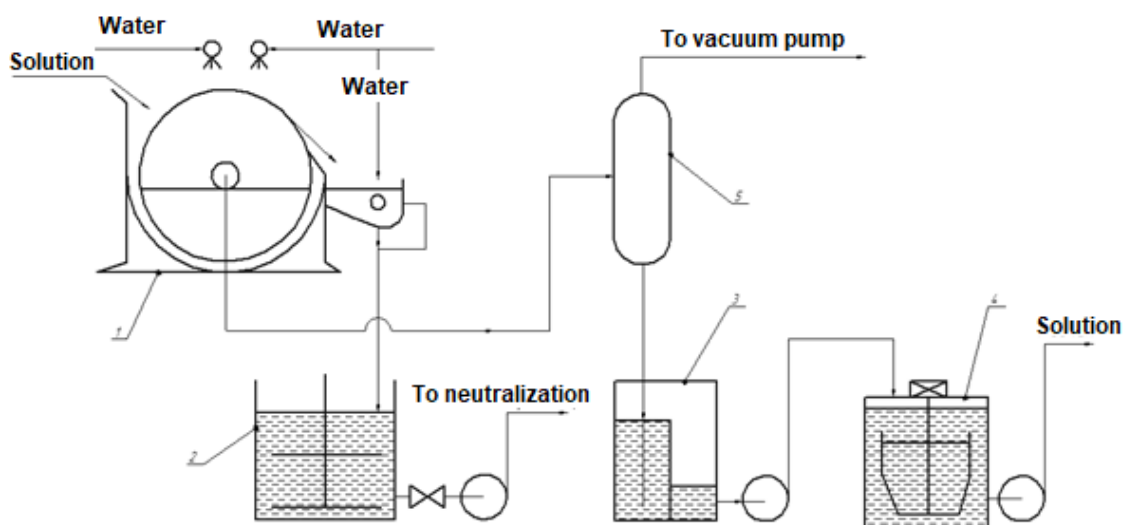 Water
Water
To vacuum pump
Solution
Water
5
1
3
4
Solution
To neutralization
2